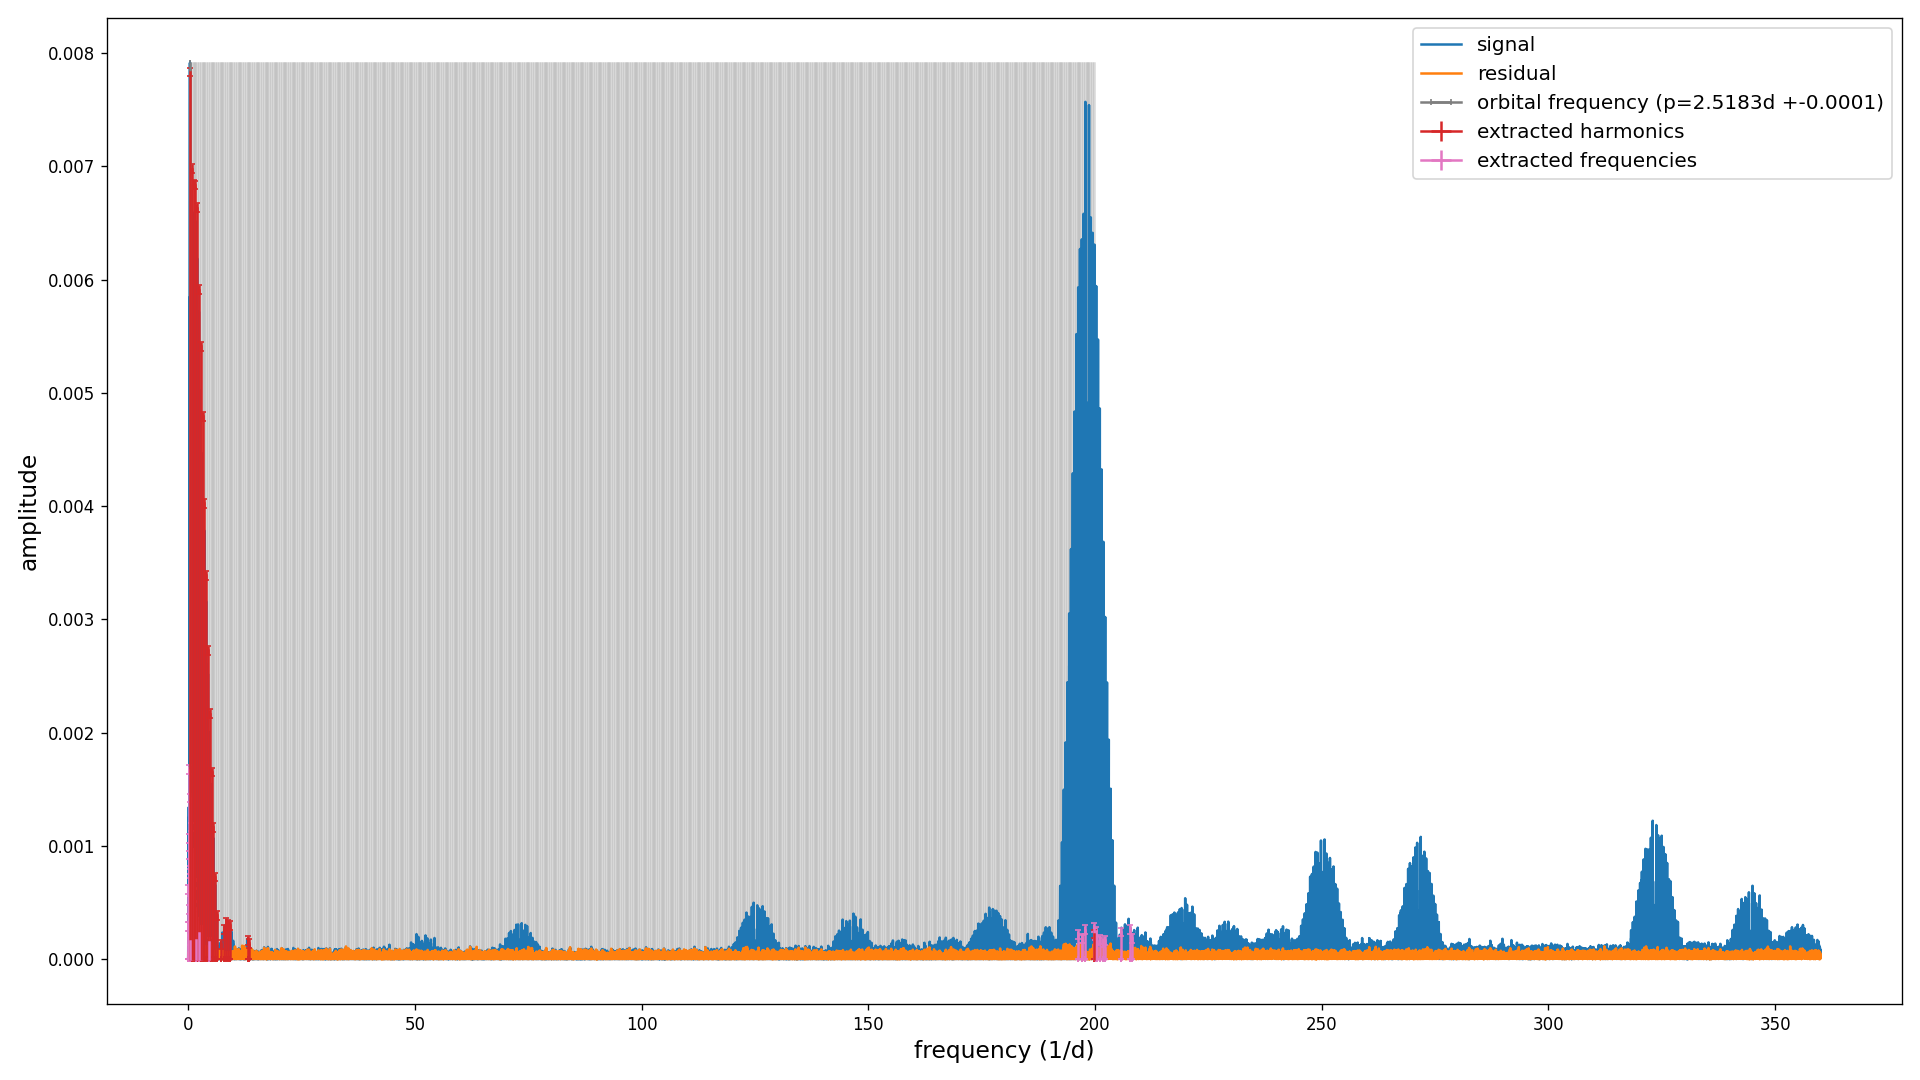 signal
residual
orbital frequency (p=2.5183d +-0.0001)
extracted harmonics
extracted frequencies
0.008
0.007
0.006
0.005
0.004
0.003
0.002
0.001
0.000
amplitude
0 50 100 150 200 250 300 350
frequency (1/d)